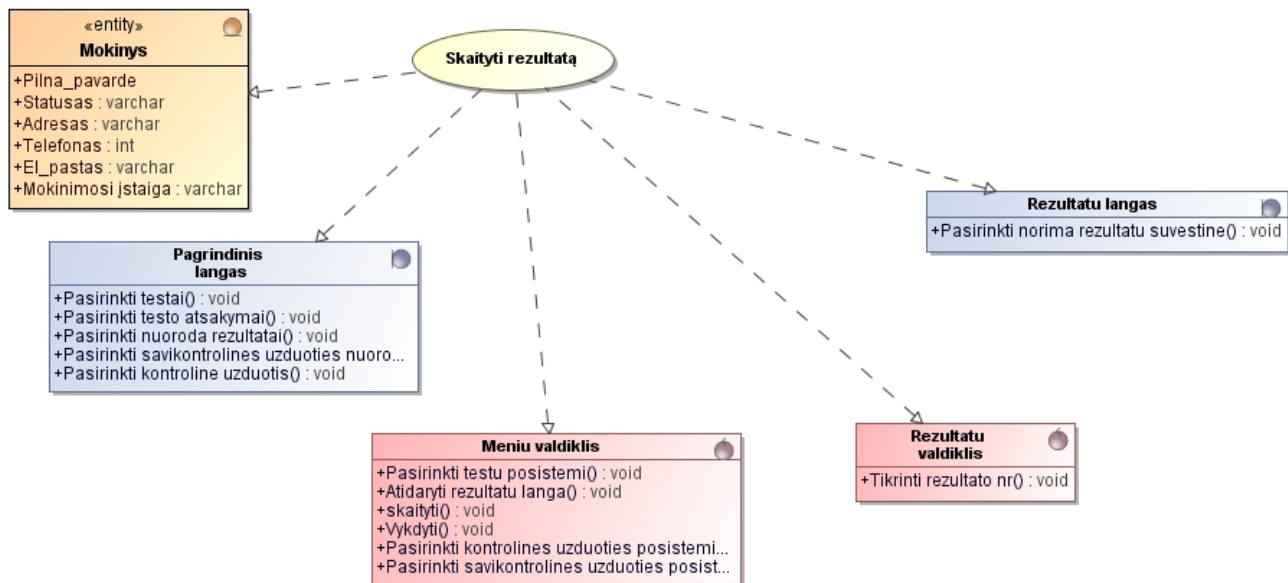 «entity»
Mokinys
+Pilna_pavarde
+Statusas : varchar
+Adresas : varchar
+Telefonas : int
+El_pastas : varchar
+Mokinimosi įstaiga : varchar
Skaityti rezultatą
Rezultatu langas
+Pasirinkti norima rezultatu suvestine() : void
Pagrindinis
langas
+Pasirinkti testai() : void
+Pasirinkti testo atsakymai() : void
+Pasirinkti nuoroda rezultatai() : void
+Pasirinkti savikontrolines uzduoties nuoro...
+Pasirinkti kontroline uzduotis() : void
Meniu valdiklis
+Pasirinkti testu posistemi() : void
+Atidaryti rezultatu langa() : void
+skaityti() : void
+Vykdyti() : void
+Pasirinkti kontrolines uzduoties posistemi...
+Pasirinkti savikontrolines uzduoties posist...
Rezultatu
valdiklis
+Tikrinti rezultato nr() : void